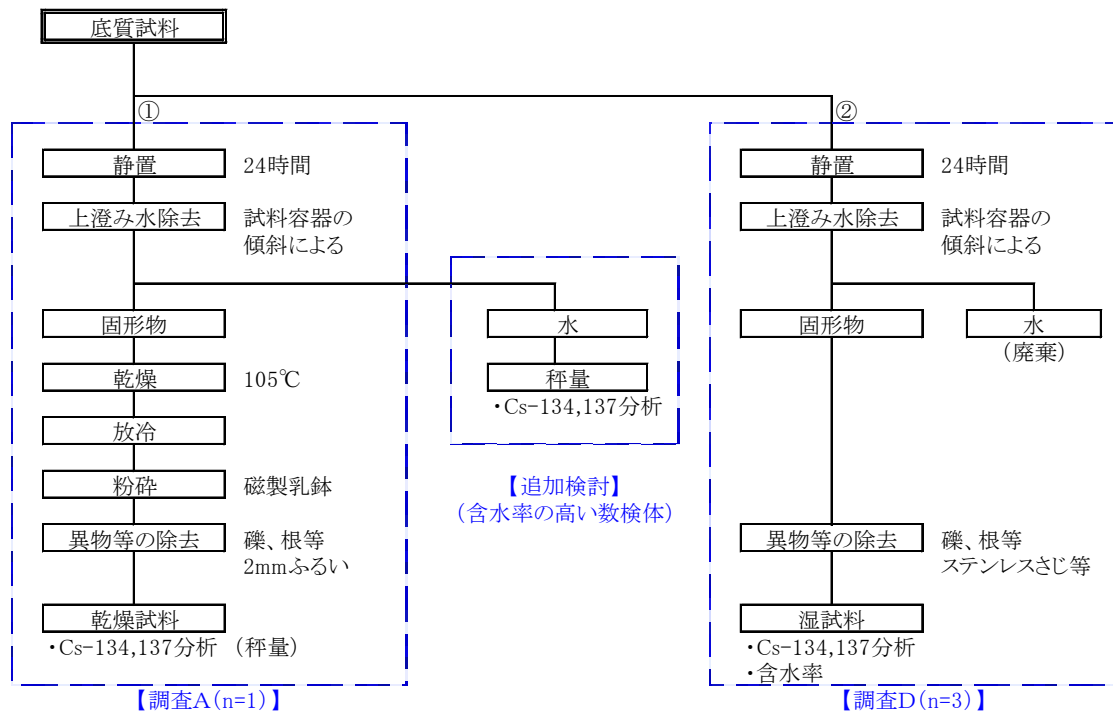 底質試料
①
静置 24時間
上澄み水除去 試料容器の
傾斜による
固形物
乾燥 105℃
放冷
粉砕 磁製乳鉢
異物等の除去 礫、根等
2mmふるい
乾燥試料
・Cs-134,137分析 (秤量)
【調査A(n=1)】
水
秤量
・Cs-134,137分析
【追加検討】
(含水率の高い数検体)
②
静置 24時間
上澄み水除去 試料容器の
傾斜による
固形物
水
(廃棄)
異物等の除去 礫、根等
ステンレスさじ等
湿試料
・Cs-134,137分析
・含水率
【調査D(n=3)】